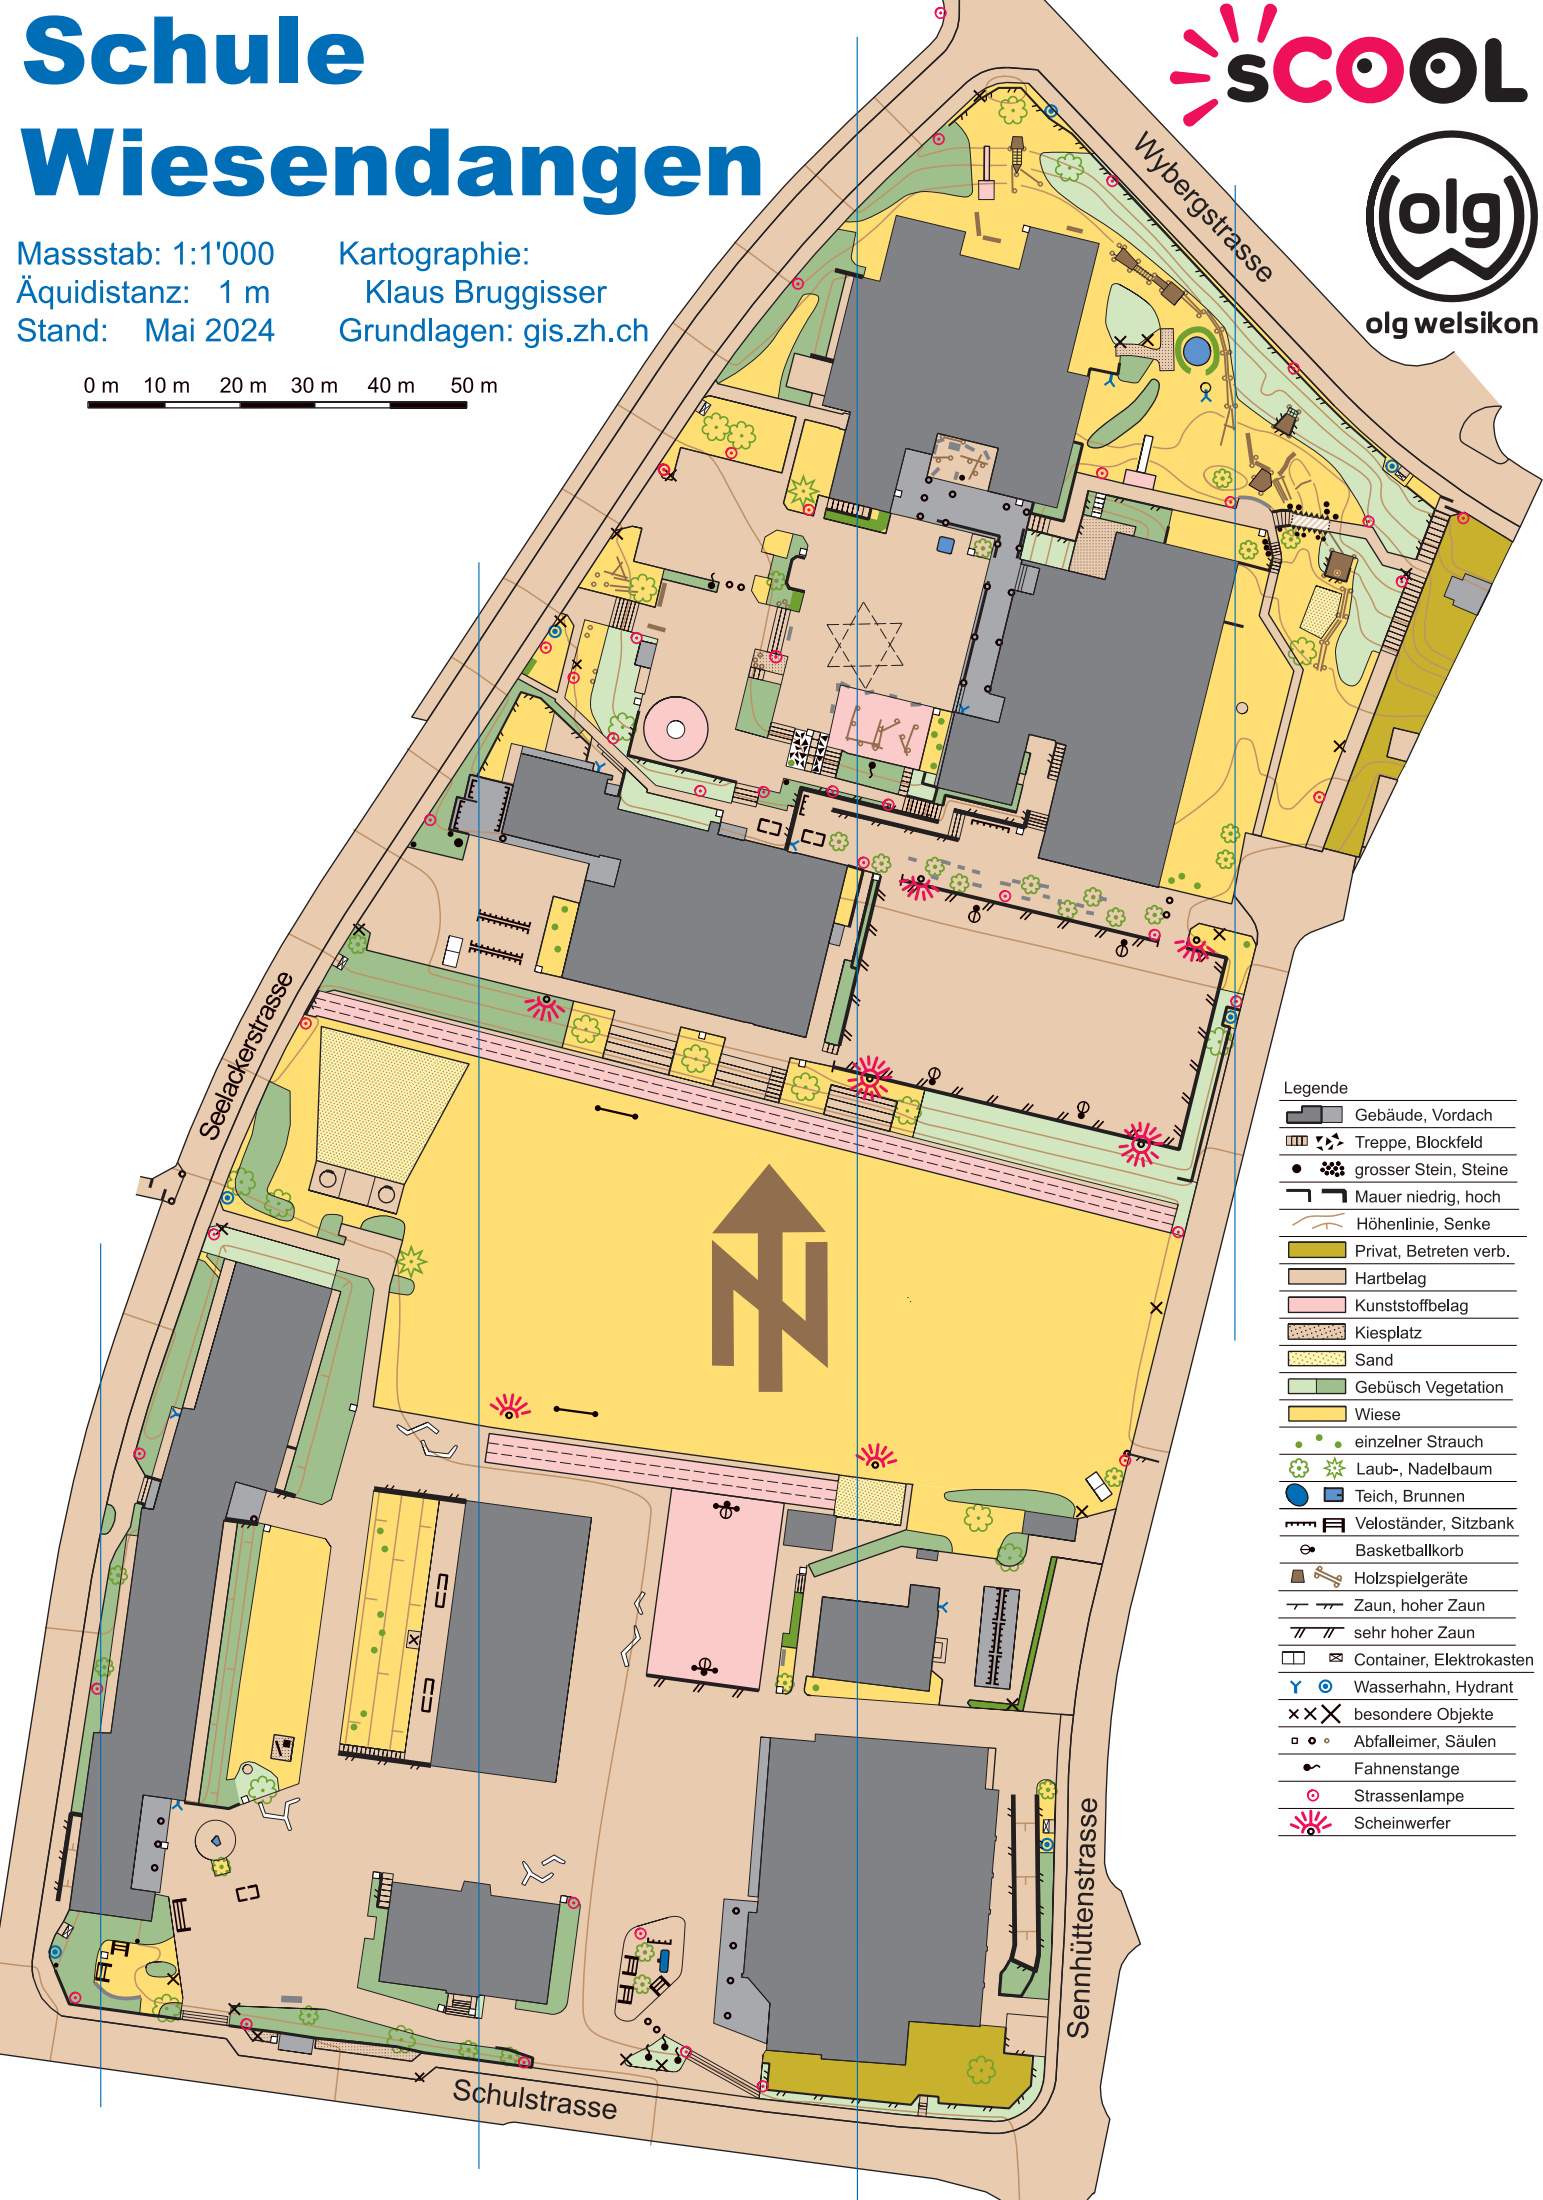 Schule
Wiesendangen
Massstab: 1:1'000
Äquidistanz: 1 m
Stand: Mai 2024
Kartographie:
Klaus Bruggisser
Grundlagen: gis.zh.ch
0 m 10 m 20 m 30 m 40 m 50 m
sCOOL
olg
olg welsikon
Wybergstrasse
Seelackerstrasse
N
Sennhüttenstrasse
Schulstrasse
Legende
Gebäude, Vordach
Treppe, Blockfeld
grosser Stein, Steine
Mauer niedrig, hoch
Höhenlinie, Senke
Privat, Betreten verb.
Hartbelag
Kunststoffbelag
Kiesplatz
Sand
Gebüsch Vegetation
Wiese
einzelner Strauch
Laub-, Nadelbaum
Teich, Brunnen
Veloständer, Sitzbank
Basketballkorb
Holzspielgeräte
Zaun, hoher Zaun
sehr hoher Zaun
Container, Elektrokasten
Wasserhahn, Hydrant
besondere Objekte
Abfalleimer, Säulen
Fahnenstange
Strassenlampe
Scheinwerfer